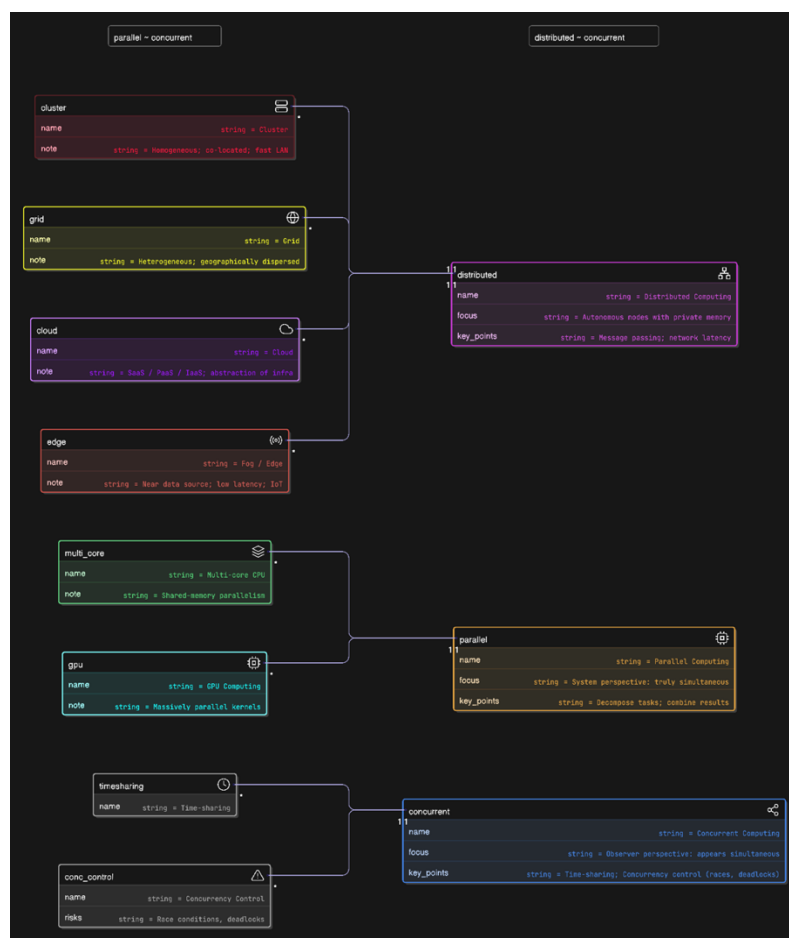 parallel - concurrent
distributed - concurrent
cluster
name string = Cluster
note string = Homogeneous; co-located; fast LAN
grid
name string = Grid
note string = Heterogeneous; geographically dispersed
cloud
name string = Cloud
note string = SaaS / PaaS / IaaS; abstraction of infra
edge
name string = Fog / Edge
note string = Near data source; low latency; IoT
1 1
1 1
distributed
name string = Distributed Computing
focus string = Autonomous nodes with private memory
key_points string = Message passing; network latency
multi_core
name string = Multi-core CPU
note string = Shared-memory parallelism
gpu
name string = GPU Computing
note string = Massively parallel kernels
parallel
1 1
name string = Parallel Computing
focus string = System perspective: truly simultaneous
key_points string = Decompose tasks; combine results
timesharing
name string = Time-sharing
conc_control
name string = Concurrency Control
risks string = Race conditions, deadlocks
concurrent
1 1
name string = Concurrent Computing
focus string = Observer perspective: appears simultaneous
key_points string = Time-sharing; Concurrency control (races, deadlocks)